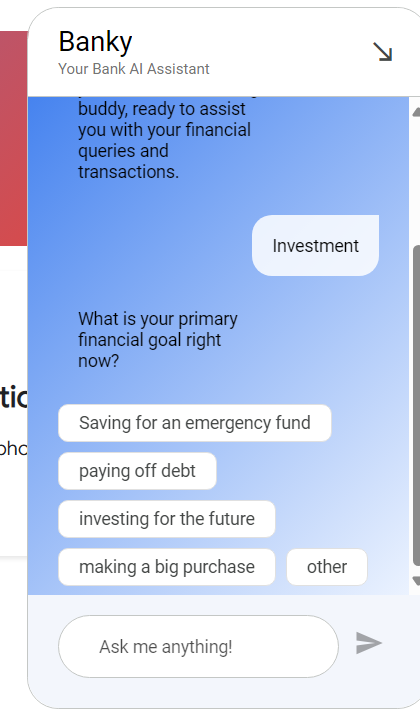 Banky
Your Bank AI Assistant
buddy, ready to assist
you with your financial
queries and
transactions.
Investment
What is your primary
financial goal right
now?
Saving for an emergency fund
paying off debt
investing for the future
making a big purchase
other
Ask me anything!